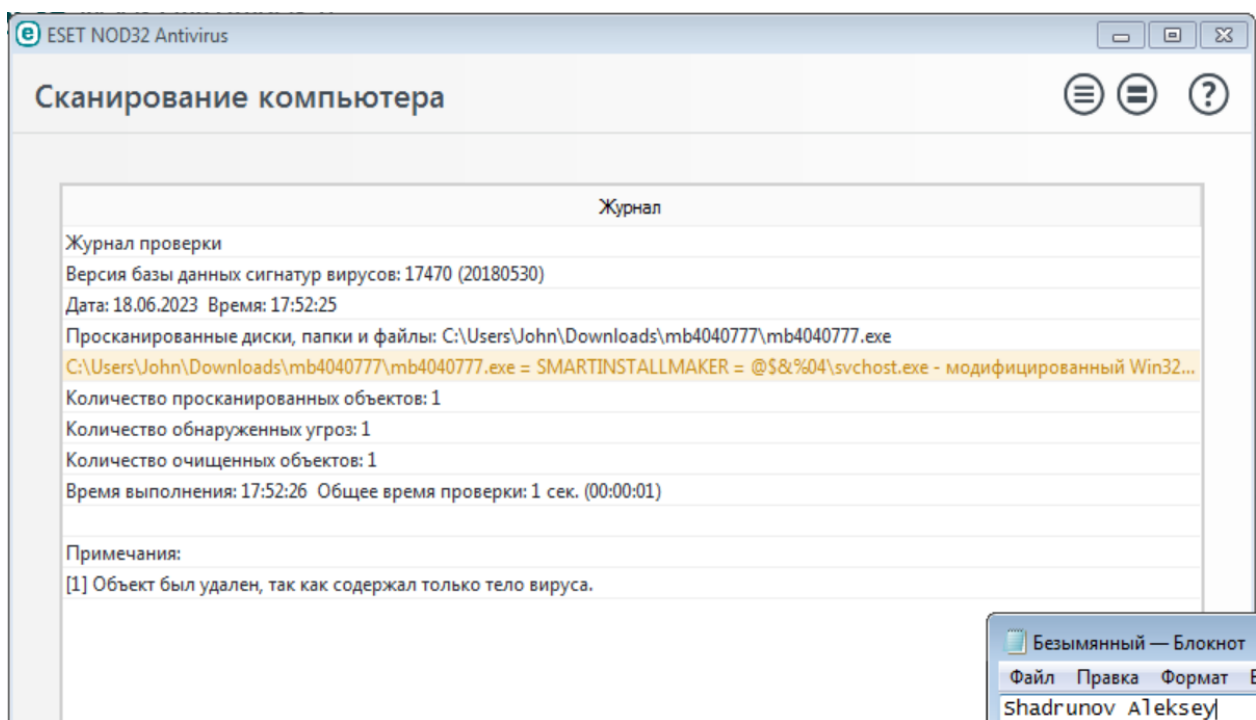 ESET NOD32 Antivirus
Сканирование компьютера
Журнал
Журнал проверки
Версия базы данных сигнатур вирусов: 17470 (20180530)
Дата: 18.06.2023 Время: 17:52:25
Просканированные диски, папки и файлы: C:\Users\John\Downloads\mb4040777\mb4040777.exe
C:\Users\John\Downloads\mb4040777\mb4040777.exe = SMARTINSTALLMAKER = @$&%04\svchost.exe - модифицированный Win32...
Количество просканированных объектов: 1
Количество обнаруженных угроз: 1
Количество очищенных объектов: 1
Время выполнения: 17:52:26 Общее время проверки: 1 сек. (00:00:01)
Примечания:
[1] Объект был удален, так как содержал только тело вируса.
Безымянный — Блокнот
Файл Правка Формат
Shadrunov Aleksey